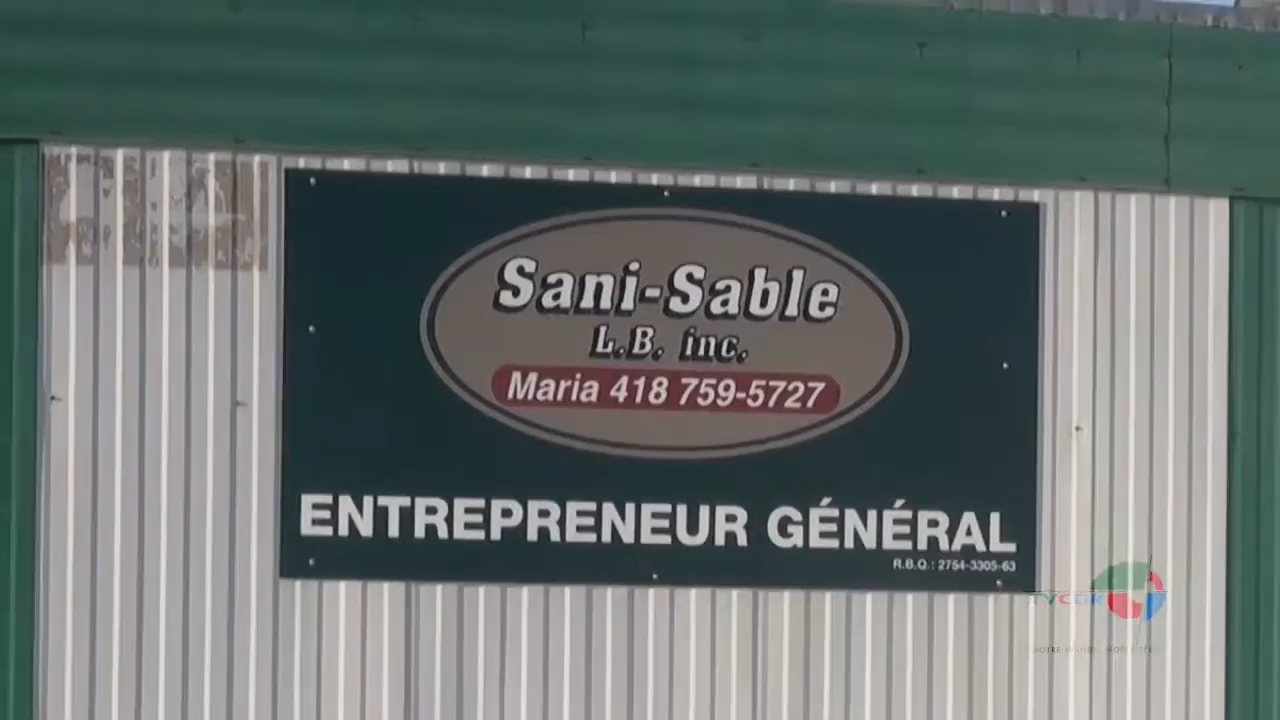 Sani-Sable
L.B. inc.
Maria 418 759-5727
ENTREPRENEUR GÉNÉRAL
R.B.Q.: 2754-3305-63